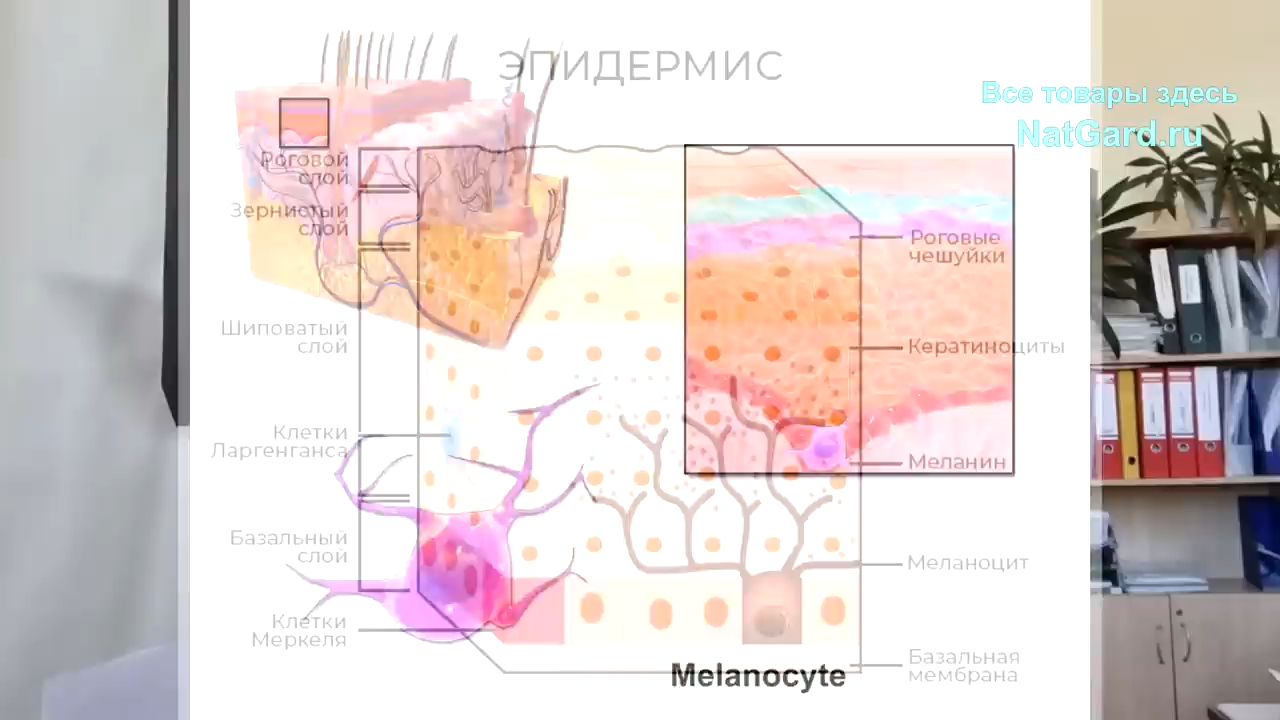 ЭПИДЕРМИС
Все товары здесь
NatGard.ru
Роговой
слой
Зернистый
слой
Шиповатый
слой
Клетки
Ларгенганса
Базальный
слой
Клетки
Меркеля
Роговые
чешуйки
Кератиноциты
Меланин
Меланоцит
Базальная
мембрана
Melanocyte